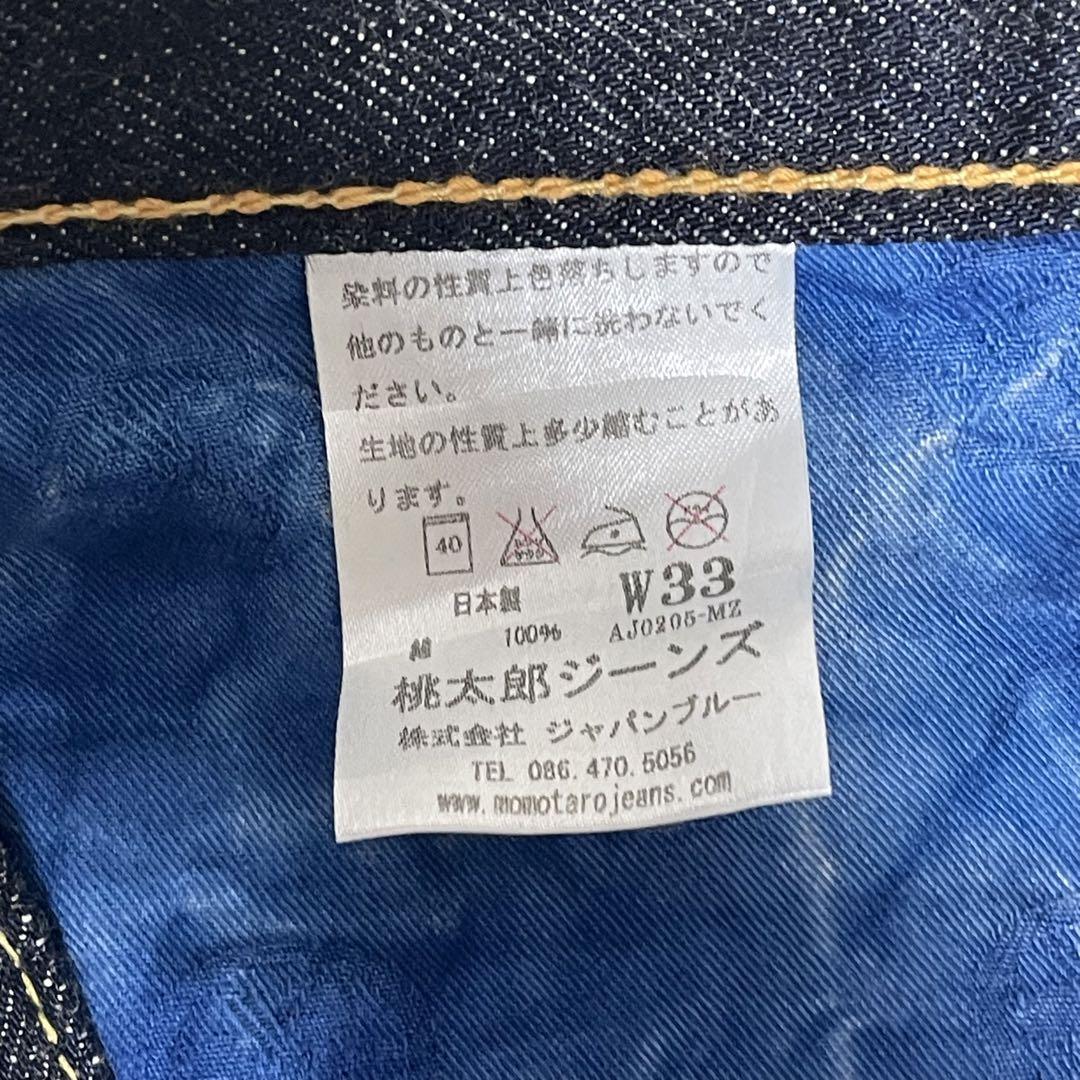 染料の性質上色落ちしますので
他のものと一緒に洗わないでく
ださい。
生地の性質上多少縮むことがあ
ります。
40
日本製 W33
綿 100% AJ0205-MZ
桃太郎ジーンズ
株式会社 ジャパンブルー
TEL 086.470.5056
www.momotarojeans.com